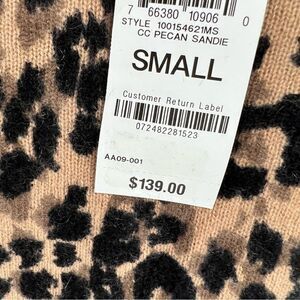 7 66380 10906 0
STYLE 100154621MS
CC PECAN SANDIE
SMALL
Customer Return Label
072482281523
AA09-001
$139.00